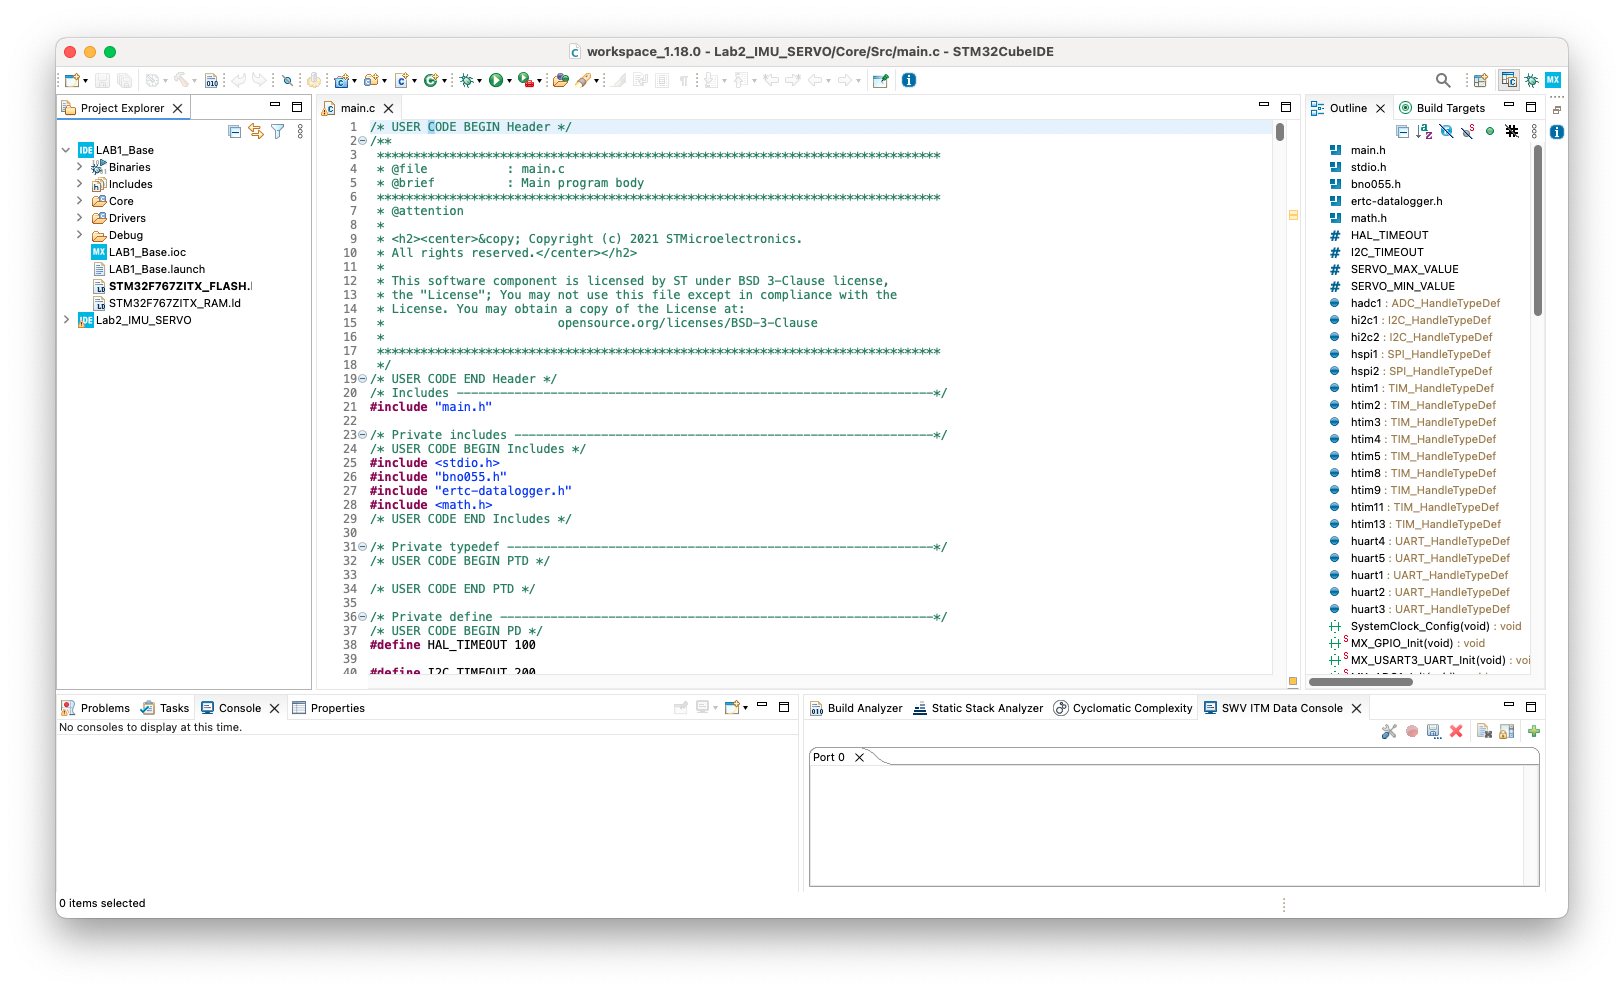 workspace_1.18.0 - Lab2_IMU_SERVO/Core/Src/main.c - STM32CubeIDE
Project Explorer
LAB1_Base
Binaries
Includes
Core
Drivers
Debug
LAB1_Base.ioc
LAB1_Base.launch
STM32F767ZITX_FLASH.l
STM32F767ZITX_RAM.ld
Lab2_IMU_SERVO
main.c
1 /* USER CODE BEGIN Header */
2 /**
3 ******************************************************************************
4 * @file : main.c
5 * @brief : Main program body
6 ******************************************************************************
7 * @attention
8 *
9 * <h2><center>&copy; Copyright (c) 2021 STMicroelectronics.
10 * All rights reserved.</center></h2>
11 *
12 * This software component is licensed by ST under BSD 3-Clause license,
13 * the "License"; You may not use this file except in compliance with the
14 * License. You may obtain a copy of the License at:
15 * opensource.org/licenses/BSD-3-Clause
16 *
17 ******************************************************************************
18 */
19 /* USER CODE END Header */
20 /* Includes ------------------------------------------------------------------*/
21 #include "main.h"
22
23 /* Private includes ----------------------------------------------------------*/
24 /* USER CODE BEGIN Includes */
25 #include <stdio.h>
26 #include "bno055.h"
27 #include "ertc-datalogger.h"
28 #include <math.h>
29 /* USER CODE END Includes */
30
31 /* Private typedef -----------------------------------------------------------*/
32 /* USER CODE BEGIN PTD */
33
34 /* USER CODE END PTD */
35
36 /* Private define ------------------------------------------------------------*/
37 /* USER CODE BEGIN PD */
38 #define HAL_TIMEOUT 100
39
40 #define I2C_TIMEOUT 200
Outline
Build Targets
main.h
stdio.h
bno055.h
ertc-datalogger.h
math.h
HAL_TIMEOUT
I2C_TIMEOUT
SERVO_MAX_VALUE
SERVO_MIN_VALUE
hadc1 : ADC_HandleTypeDef
hi2c1 : I2C_HandleTypeDef
hi2c2 : I2C_HandleTypeDef
hspi1 : SPI_HandleTypeDef
hspi2 : SPI_HandleTypeDef
htim1 : TIM_HandleTypeDef
htim2 : TIM_HandleTypeDef
htim3 : TIM_HandleTypeDef
htim4 : TIM_HandleTypeDef
htim5 : TIM_HandleTypeDef
htim8 : TIM_HandleTypeDef
htim9 : TIM_HandleTypeDef
htim11 : TIM_HandleTypeDef
htim13 : TIM_HandleTypeDef
huart4 : UART_HandleTypeDef
huart5 : UART_HandleTypeDef
huart1 : UART_HandleTypeDef
huart2 : UART_HandleTypeDef
huart3 : UART_HandleTypeDef
SystemClock_Config(void) : void
MX_GPIO_Init(void) : void
MX_USART3_UART_Init(void) : voi
Problems
Tasks
Console
Properties
No consoles to display at this time.
Build Analyzer
Static Stack Analyzer
Cyclomatic Complexity
SWV ITM Data Console
Port 0
0 items selected